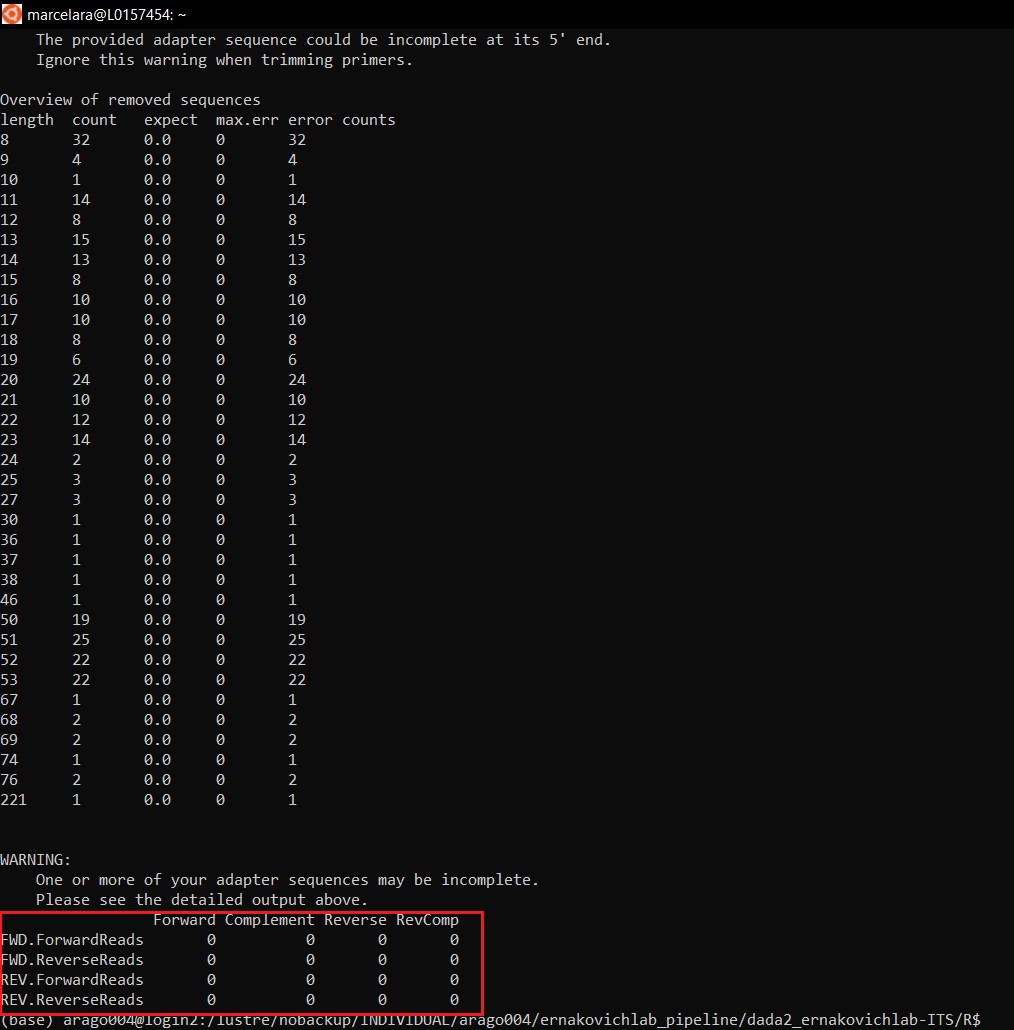 marcelara@L0157454: ~
The provided adapter sequence could be incomplete at its 5' end.
Ignore this warning when trimming primers.
Overview of removed sequences
length count expect max.err error counts
8 32 0.0 0 32
9 4 0.0 0 4
10 1 0.0 0 1
11 14 0.0 0 14
12 8 0.0 0 8
13 15 0.0 0 15
14 13 0.0 0 13
15 8 0.0 0 8
16 10 0.0 0 10
17 10 0.0 0 10
18 8 0.0 0 8
19 6 0.0 0 6
20 24 0.0 0 24
21 10 0.0 0 10
22 12 0.0 0 12
23 14 0.0 0 14
24 2 0.0 0 2
25 3 0.0 0 3
27 3 0.0 0 3
30 1 0.0 0 1
36 1 0.0 0 1
37 1 0.0 0 1
38 1 0.0 0 1
46 1 0.0 0 1
50 19 0.0 0 19
51 25 0.0 0 25
52 22 0.0 0 22
53 22 0.0 0 22
67 1 0.0 0 1
68 2 0.0 0 2
69 2 0.0 0 2
74 1 0.0 0 1
76 2 0.0 0 2
221 1 0.0 0 1
WARNING:
One or more of your adapter sequences may be incomplete.
Please see the detailed output above.
Forward Complement Reverse RevComp
FWD.ForwardReads 0 0 0 0
FWD.ReverseReads 0 0 0 0
REV.ForwardReads 0 0 0 0
REV.ReverseReads 0 0 0 0
(base) arago004@login2:/lustre/nobackup/INDIVIDUAL/arago004/ernakovichlab_pipeline/dada2_ernakovichlab-ITS/R$